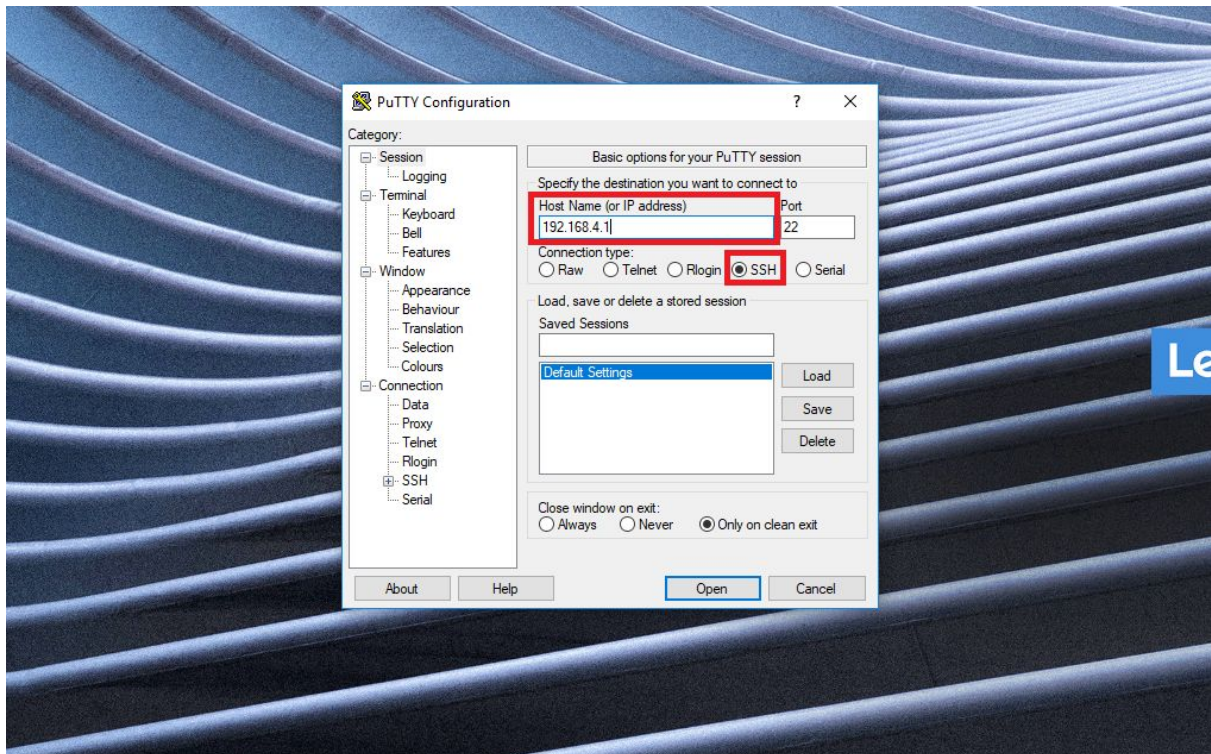 PuTTY Configuration
?
Category:
Session
Logging
Terminal
Keyboard
Bell
Features
Window
Appearance
Behaviour
Translation
Selection
Colours
Connection
Data
Proxy
Telnet
Rlogin
SSH
Serial
Basic options for your PuTTY session
Specify the destination you want to connect to
Host Name (or IP address) Port
192.168.4.1 22
Connection type:
Raw Telnet Rlogin SSH Serial
Load, save or delete a stored session
Saved Sessions
Default Settings
Load
Save
Delete
Close window on exit:
Always Never Only on clean exit
About Help Open Cancel
Le